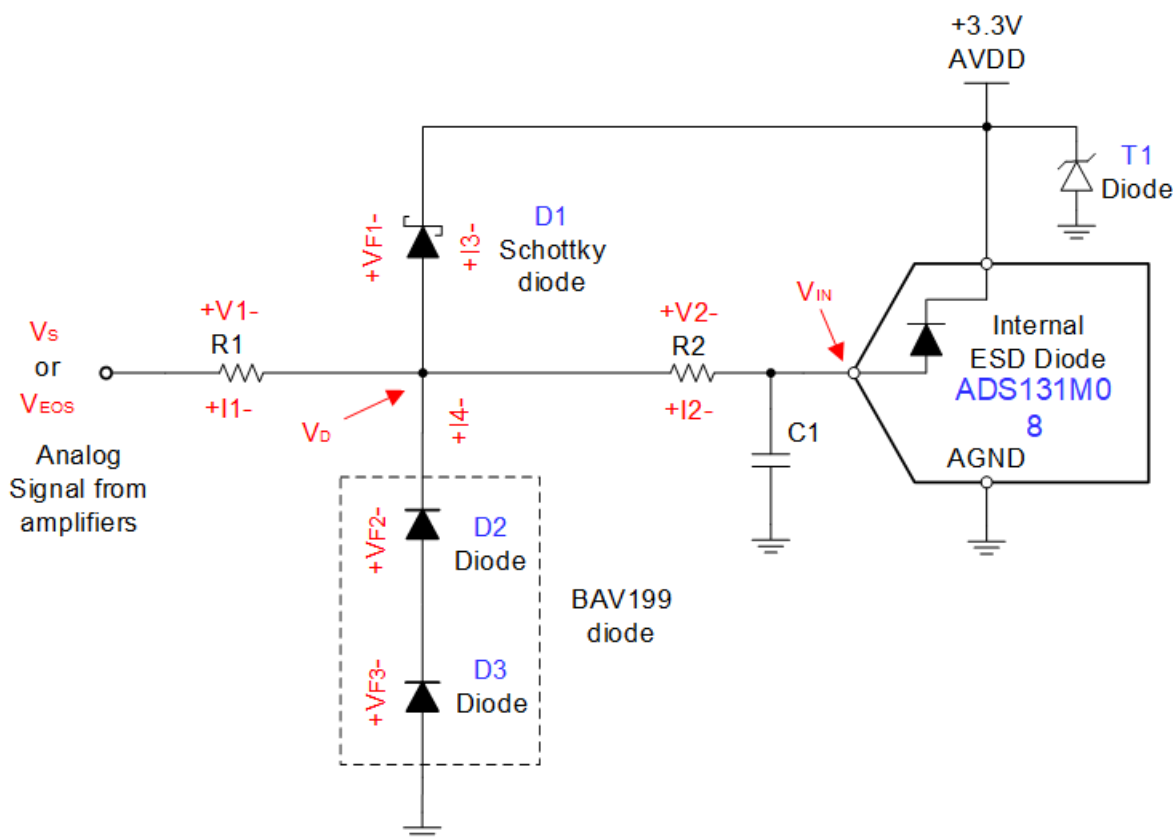 +3.3V
AVDD
T1
Diode
D1
Schottky
diode
+VF1-
+I3-
+V1-
R1
+I1-
VS
or
VEOS
Analog
Signal from
amplifiers
VD
+I4-
+V2-
R2
+I2-
VIN
C1
Internal
ESD Diode
ADS131M0
8
AGND
+VF2-
D2
Diode
+VF3-
D3
Diode
BAV199
diode